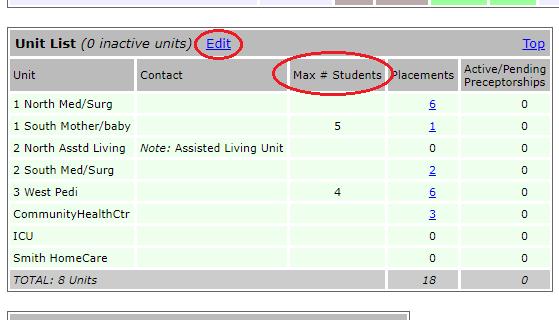 Unit List (0 inactive units) Edit Top
Unit Contact Max # Students Placements Active/Pending
Preceptorships
1 North Med/Surg 6 0
1 South Mother/baby 5 1 0
2 North Asstd Living Note: Assisted Living Unit 0 0
2 South Med/Surg 2 0
3 West Pedi 4 6 0
CommunityHealthCtr 3 0
ICU 0 0
Smith HomeCare 0 0
TOTAL: 8 Units 18 0